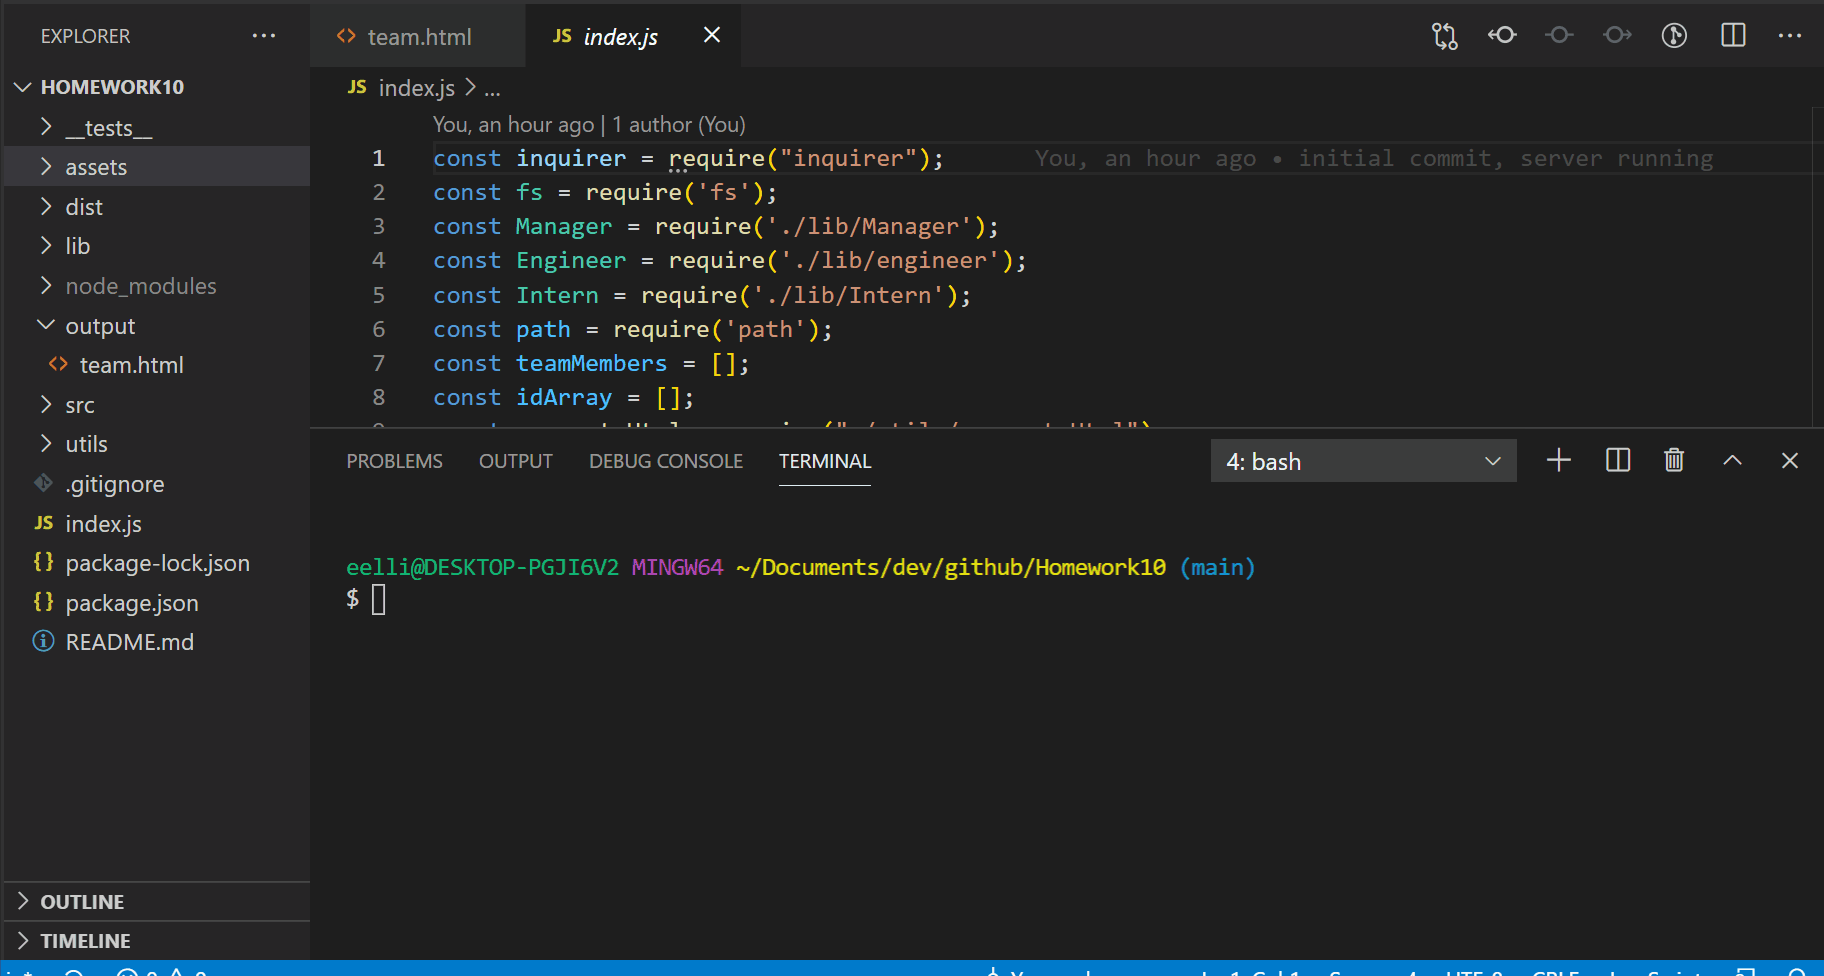 EXPLORER
HOMEWORK10
__tests__
assets
dist
lib
node_modules
output
team.html
src
utils
.gitignore
JS index.js
{} package-lock.json
{} package.json
README.md
OUTLINE
TIMELINE
team.html
JS index.js
JS index.js > ...
You, an hour ago | 1 author (You)
1 const inquirer = require("inquirer"); You, an hour ago • initial commit, server running
2 const fs = require('fs');
3 const Manager = require('./lib/Manager');
4 const Engineer = require('./lib/engineer');
5 const Intern = require('./lib/Intern');
6 const path = require('path');
7 const teamMembers = [];
8 const idArray = [];
PROBLEMS OUTPUT DEBUG CONSOLE TERMINAL 4: bash
eelli@DESKTOP-PGJI6V2 MINGW64 ~/Documents/dev/github/Homework10 (main)
$